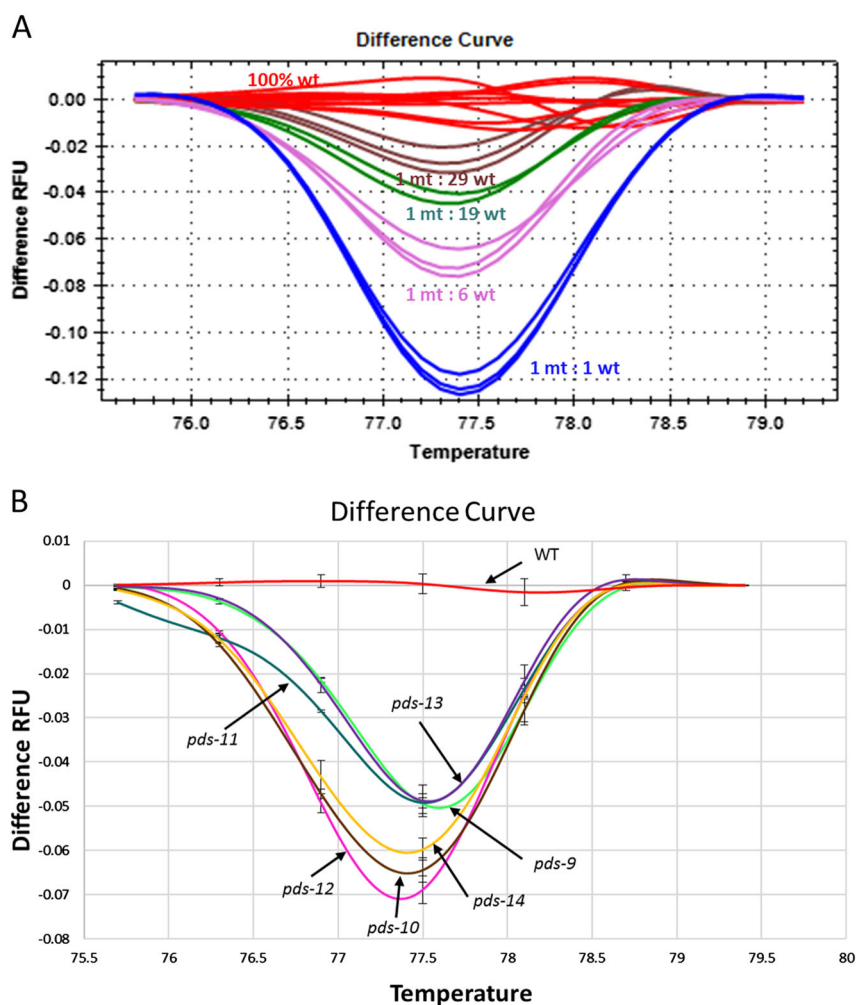 A
Difference Curve
100% wt
1 mt : 29 wt
1 mt : 19 wt
1 mt : 6 wt
1 mt : 1 wt
0.00
-0.02
-0.04
-0.06
-0.08
-0.10
-0.12
Difference RFU
76.0 76.5 77.0 77.5 78.0 78.5 79.0
Temperature
B
Difference Curve
0.01
0
-0.01
-0.02
-0.03
-0.04
-0.05
-0.06
-0.07
-0.08
Difference RFU
WT
pds-13
pds-11
pds-9
pds-12
pds-14
pds-10
75.5 76 76.5 77 77.5 78 78.5 79 79.5 80
Temperature